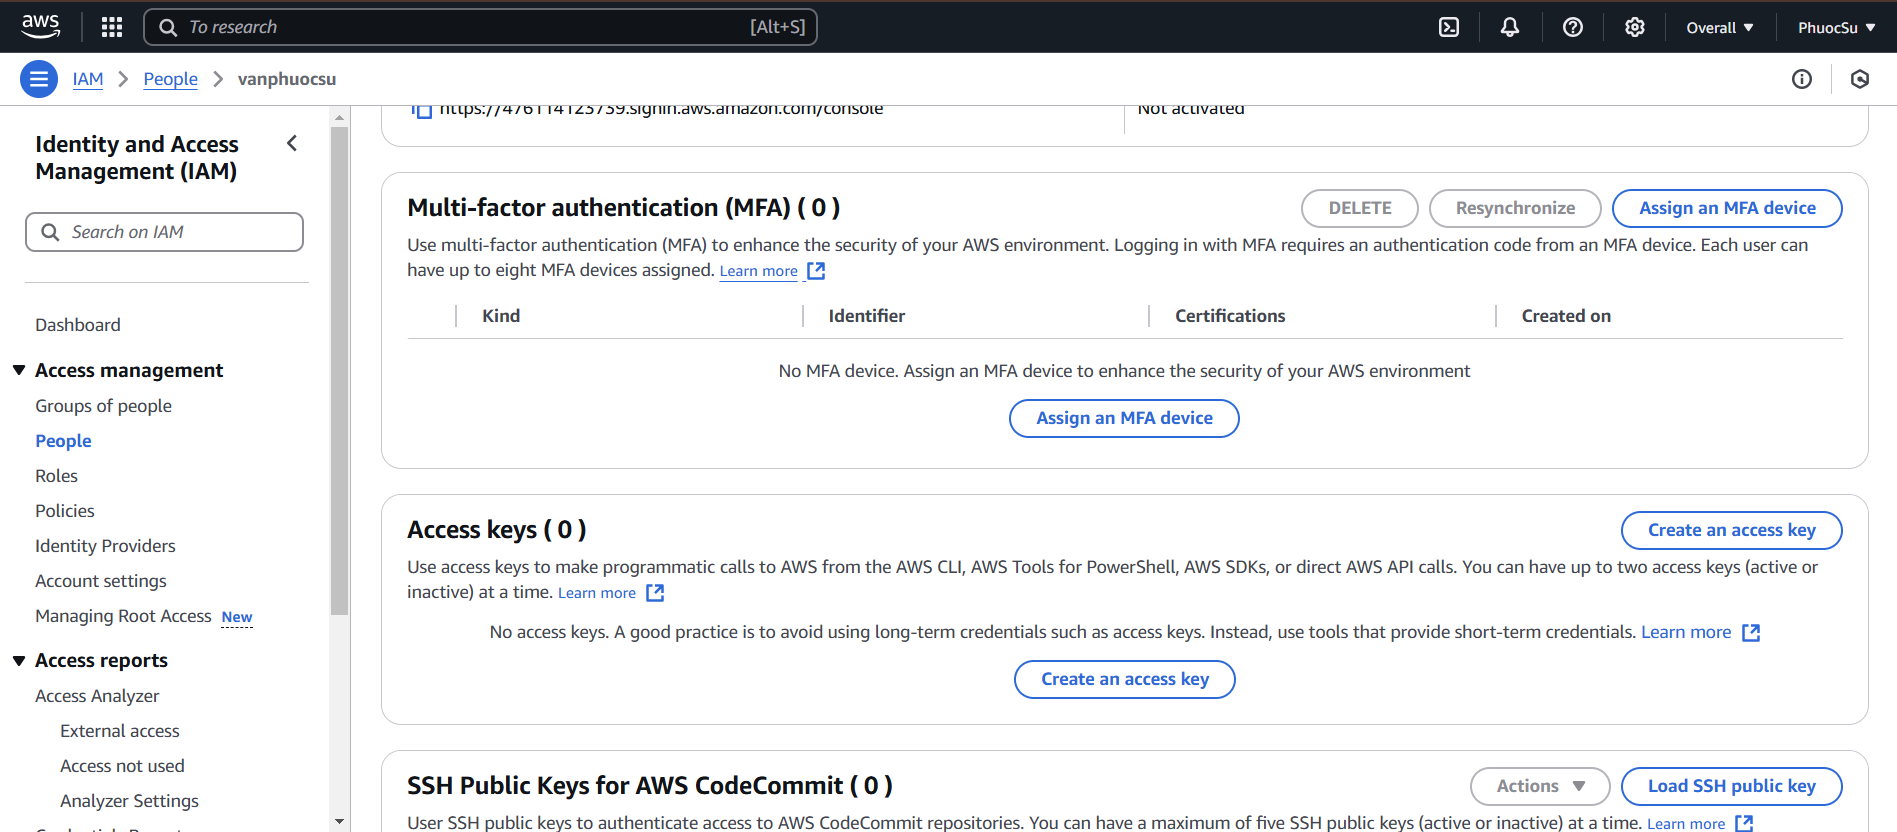 aws
To research
[Alt+S]
Overall
PhuocSu
IAM
People
vanphuocsu
Identity and Access
Management (IAM)
Search on IAM
Dashboard
Access management
Groups of people
People
Roles
Policies
Identity Providers
Account settings
Managing Root Access New
Access reports
Access Analyzer
External access
Access not used
Analyzer Settings
https://476114123739.signin.aws.amazon.com/console
Not activated
Multi-factor authentication (MFA) ( 0 )
DELETE
Resynchronize
Assign an MFA device
Use multi-factor authentication (MFA) to enhance the security of your AWS environment. Logging in with MFA requires an authentication code from an MFA device. Each user can
have up to eight MFA devices assigned. Learn more
Kind
Identifier
Certifications
Created on
No MFA device. Assign an MFA device to enhance the security of your AWS environment
Assign an MFA device
Access keys ( 0 )
Create an access key
Use access keys to make programmatic calls to AWS from the AWS CLI, AWS Tools for PowerShell, AWS SDKs, or direct AWS API calls. You can have up to two access keys (active or
inactive) at a time. Learn more
No access keys. A good practice is to avoid using long-term credentials such as access keys. Instead, use tools that provide short-term credentials. Learn more
Create an access key
SSH Public Keys for AWS CodeCommit ( 0 )
Actions
Load SSH public key
User SSH public keys to authenticate access to AWS CodeCommit repositories. You can have a maximum of five SSH public keys (active or inactive) at a time. Learn more